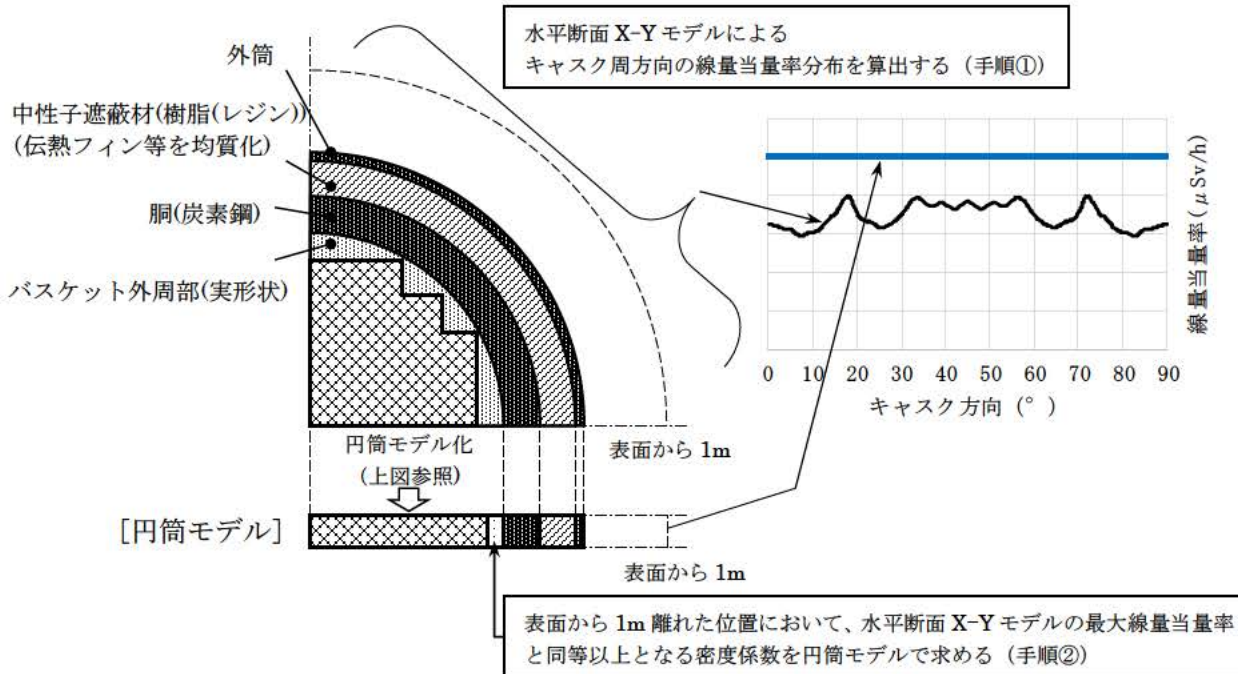 水平断面 X-Y モデルによる
キャスク周方向の線量当量率分布を算出する (手順①)
外筒
中性子遮蔽材(樹脂(レジン))
(伝熱フィン等を均質化)
胴(炭素鋼)
バスケット外周部(実形状)
線量当量率(μSv/h)
0 10 20 30 40 50 60 70 80 90
キャスク方向 (°)
表面から 1m
円筒モデル化
(上図参照)
[円筒モデル]
表面から 1m
表面から 1m 離れた位置において、水平断面 X-Y モデルの最大線量当量率
と同等以上となる密度係数を円筒モデルで求める (手順②)